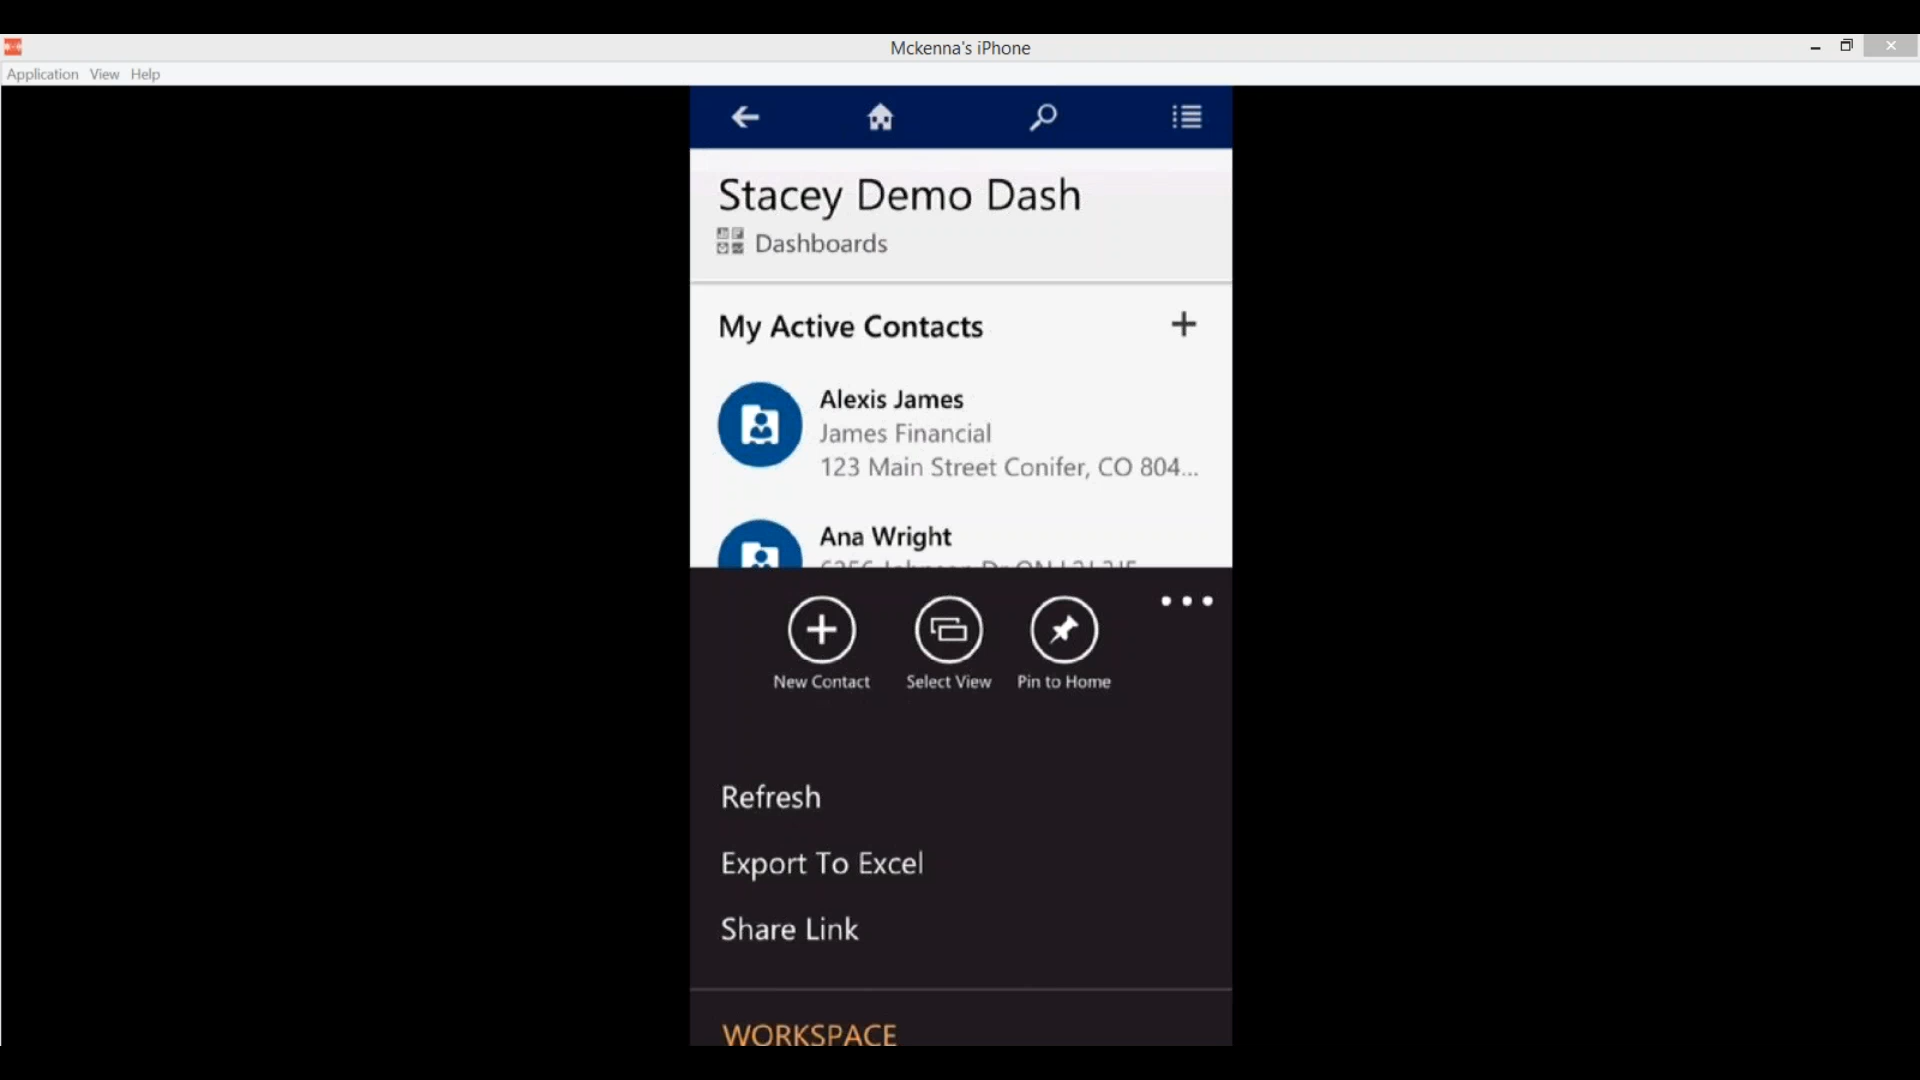 Mckenna's iPhone
Application View Help
Stacey Demo Dash
Dashboards
My Active Contacts
Alexis James
James Financial
123 Main Street Conifer, CO 804...
Ana Wright
New Contact Select View Pin to Home
Refresh
Export To Excel
Share Link
WORKSPACE